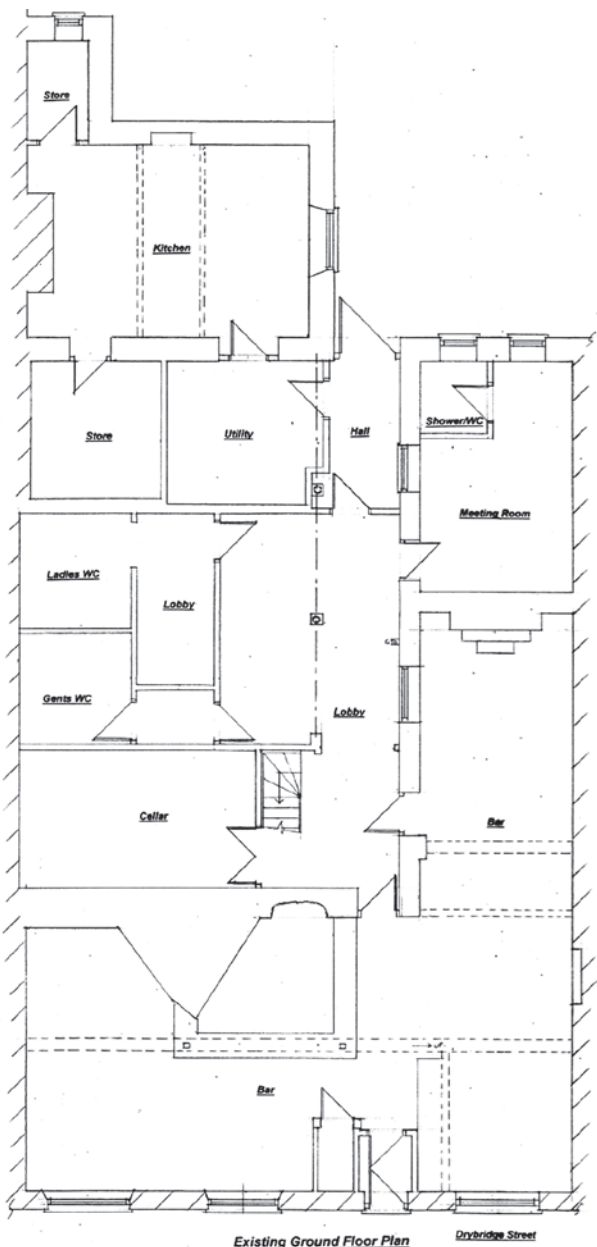 Store
Kitchen
Store
Utility
Hall
Shower/WC
Meeting Room
Ladies WC
Lobby
Gents WC
Lobby
Cellar
Bar
Bar
Existing Ground Floor Plan
Drybridge Street